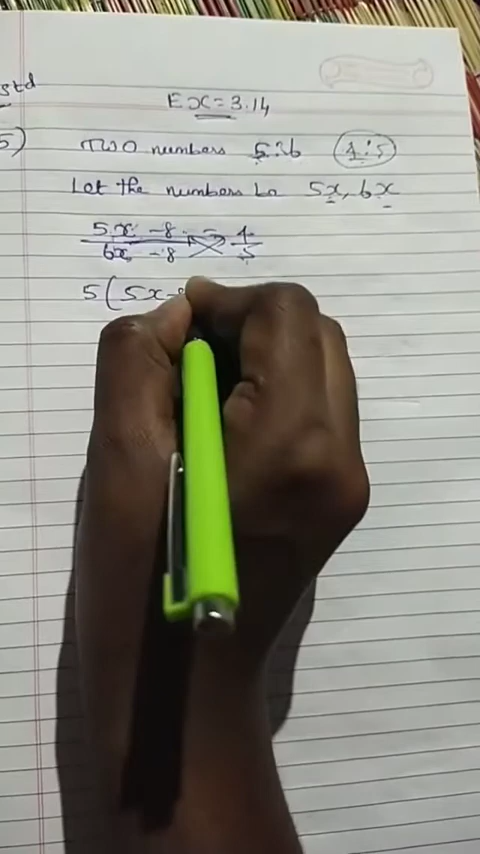 std
Ex = 3.14
5) Two numbers 5:6 4:5
Let the numbers be 5x, 6x
5x - 8 = 4
6x - 8 5
5(5x-8